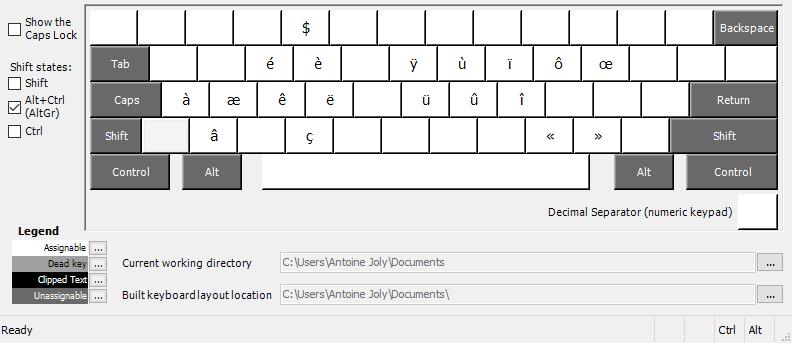 Show the
Caps Lock
Shift states:
Shift
Alt+Ctrl
(AltGr)
Ctrl
$ Backspace
Tab é è ÿ ù ï ô œ
Caps à æ ê ë ü û î Return
Shift â ç « » Shift
Control Alt Alt Control
Decimal Separator (numeric keypad)
Legend
Assignable ...
Dead key ...
Clipped Text ...
Unassignable ...
Current working directory C:\Users\Antoine Joly\Documents ...
Built keyboard layout location C:\Users\Antoine Joly\Documents\ ...
Ready Ctrl Alt